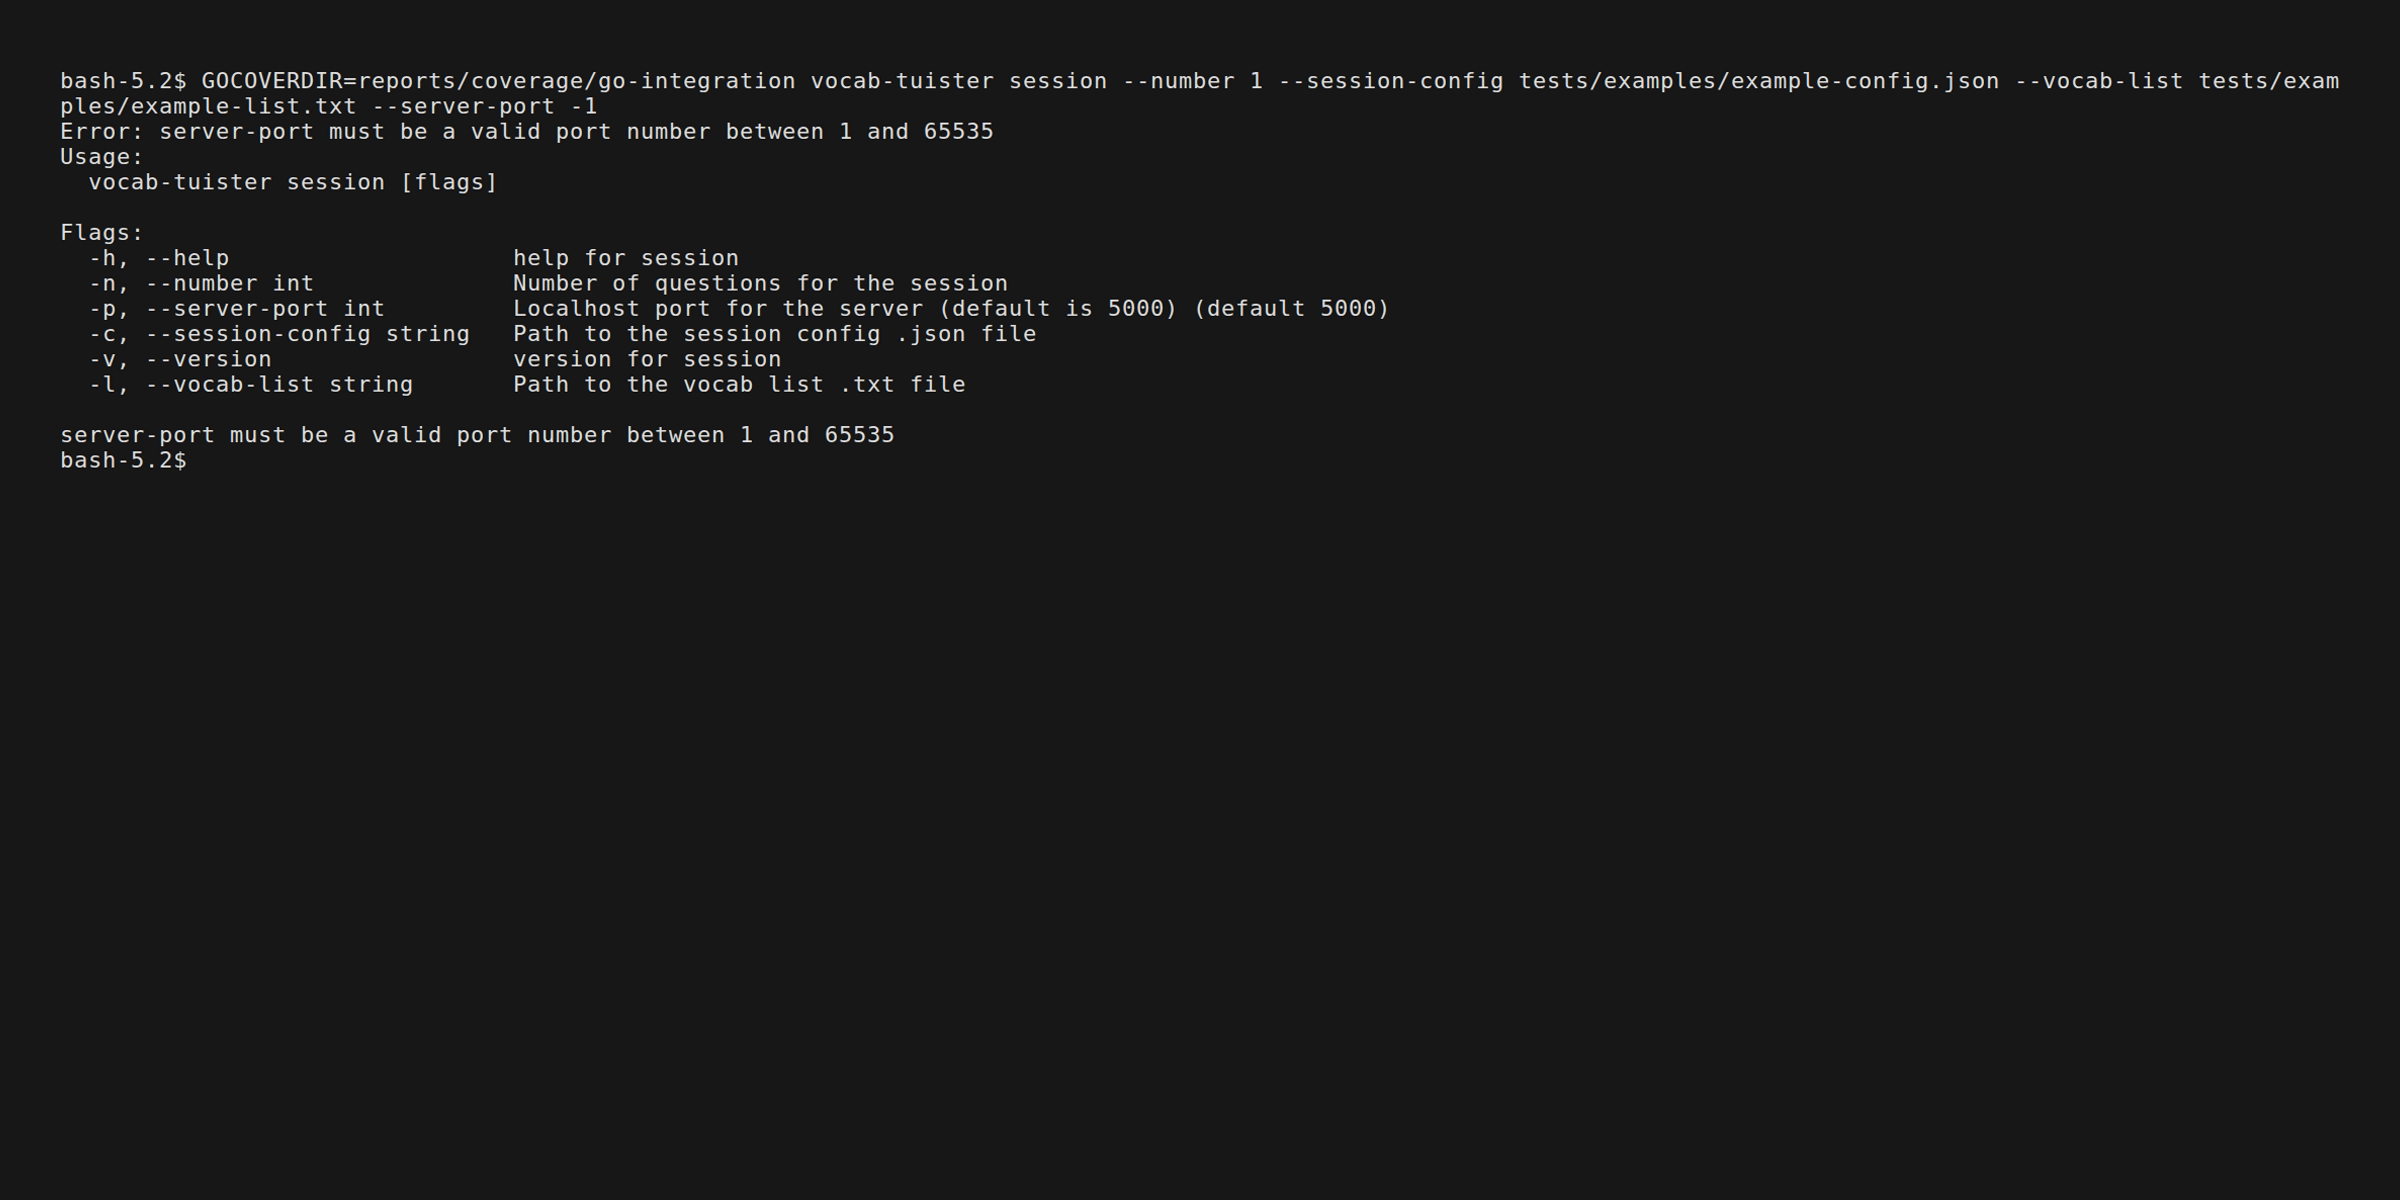 bash-5.2$ GOCOVERDIR=reports/coverage/go-integration vocab-tuister session --number 1 --session-config tests/examples/example-config.json --vocab-list tests/exam
ples/example-list.txt --server-port -1
Error: server-port must be a valid port number between 1 and 65535
Usage:
  vocab-tuister session [flags]

Flags:
  -h, --help                    help for session
  -n, --number int              Number of questions for the session
  -p, --server-port int         Localhost port for the server (default is 5000) (default 5000)
  -c, --session-config string   Path to the session config .json file
  -v, --version                 version for session
  -l, --vocab-list string       Path to the vocab list .txt file

server-port must be a valid port number between 1 and 65535
bash-5.2$